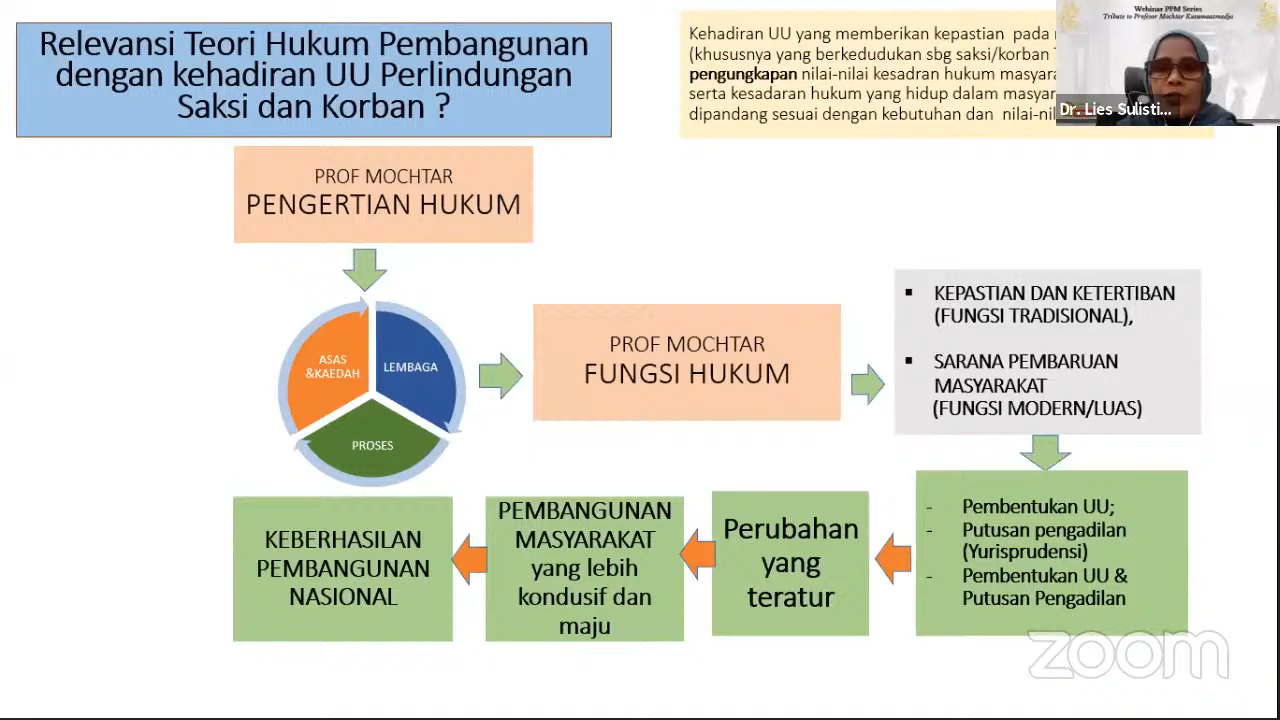 Relevansi Teori Hukum Pembangunan
dengan kehadiran UU Perlindungan
Saksi dan Korban ?
Kehadiran UU yang memberikan kepastian pada
(khususnya yang berkedudukan sbg saksi/korban
pengungkapan nilai-nilai kesadran hukum
serta kesadaran hukum yang hidup dalam
dipandang sesuai dengan kebutuhan dan
Webinar PPM Series
Tribute to Profesor Mochtar Kusumaatmadja
Dr. Lies Sulisti...
PROF MOCHTAR
PENGERTIAN HUKUM
ASAS
&KAEDAH
LEMBAGA
PROSES
PROF MOCHTAR
FUNGSI HUKUM
▪ KEPASTIAN DAN KETERTIBAN
(FUNGSI TRADISIONAL),
▪ SARANA PEMBARUAN
MASYARAKAT
(FUNGSI MODERN/LUAS)
- Pembentukan UU;
- Putusan pengadilan
(Yurisprudensi)
- Pembentukan UU &
Putusan Pengadilan
Perubahan
yang
teratur
PEMBANGUNAN
MASYARAKAT
yang lebih
kondusif dan
maju
KEBERHASILAN
PEMBANGUNAN
NASIONAL
zoom